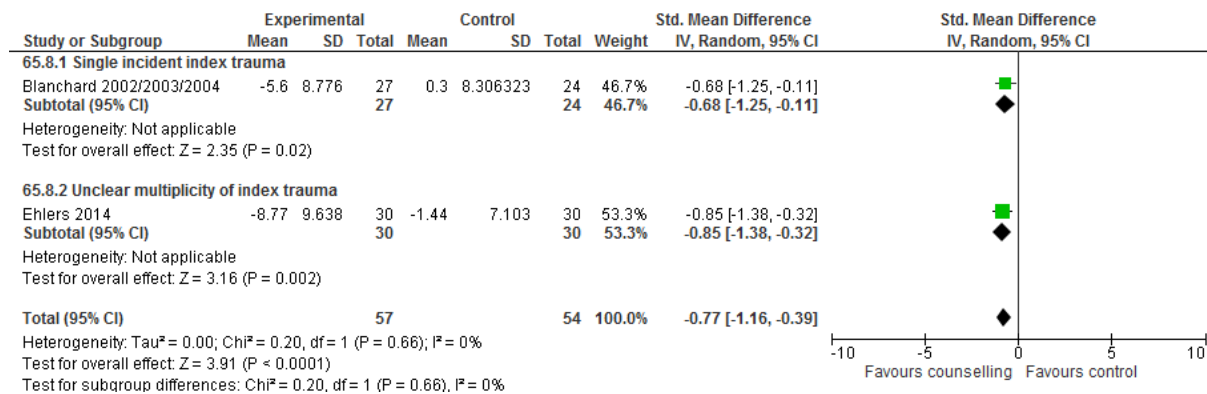 Experimental Control Std. Mean Difference Std. Mean Difference
Study or Subgroup Mean SD Total Mean SD Total Weight IV, Random, 95% CI IV, Random, 95% CI
65.8.1 Single incident index trauma
Blanchard 2002/2003/2004 -5.6 8.776 27 0.3 8.306323 24 46.7% -0.68 [-1.25, -0.11]
Subtotal (95% CI) 27 24 46.7% -0.68 [-1.25, -0.11]
Heterogeneity: Not applicable
Test for overall effect: Z = 2.35 (P = 0.02)
65.8.2 Unclear multiplicity of index trauma
Ehlers 2014 -8.77 9.638 30 -1.44 7.103 30 53.3% -0.85 [-1.38, -0.32]
Subtotal (95% CI) 30 30 53.3% -0.85 [-1.38, -0.32]
Heterogeneity: Not applicable
Test for overall effect: Z = 3.16 (P = 0.002)
Total (95% CI) 57 54 100.0% -0.77 [-1.16, -0.39]
Heterogeneity: Tau² = 0.00; Chi² = 0.20, df = 1 (P = 0.66); I² = 0%
Test for overall effect: Z = 3.91 (P < 0.0001)
Test for subgroup differences: Chi² = 0.20, df = 1 (P = 0.66), I² = 0%
-10 -5 0 5 10
Favours counselling Favours control